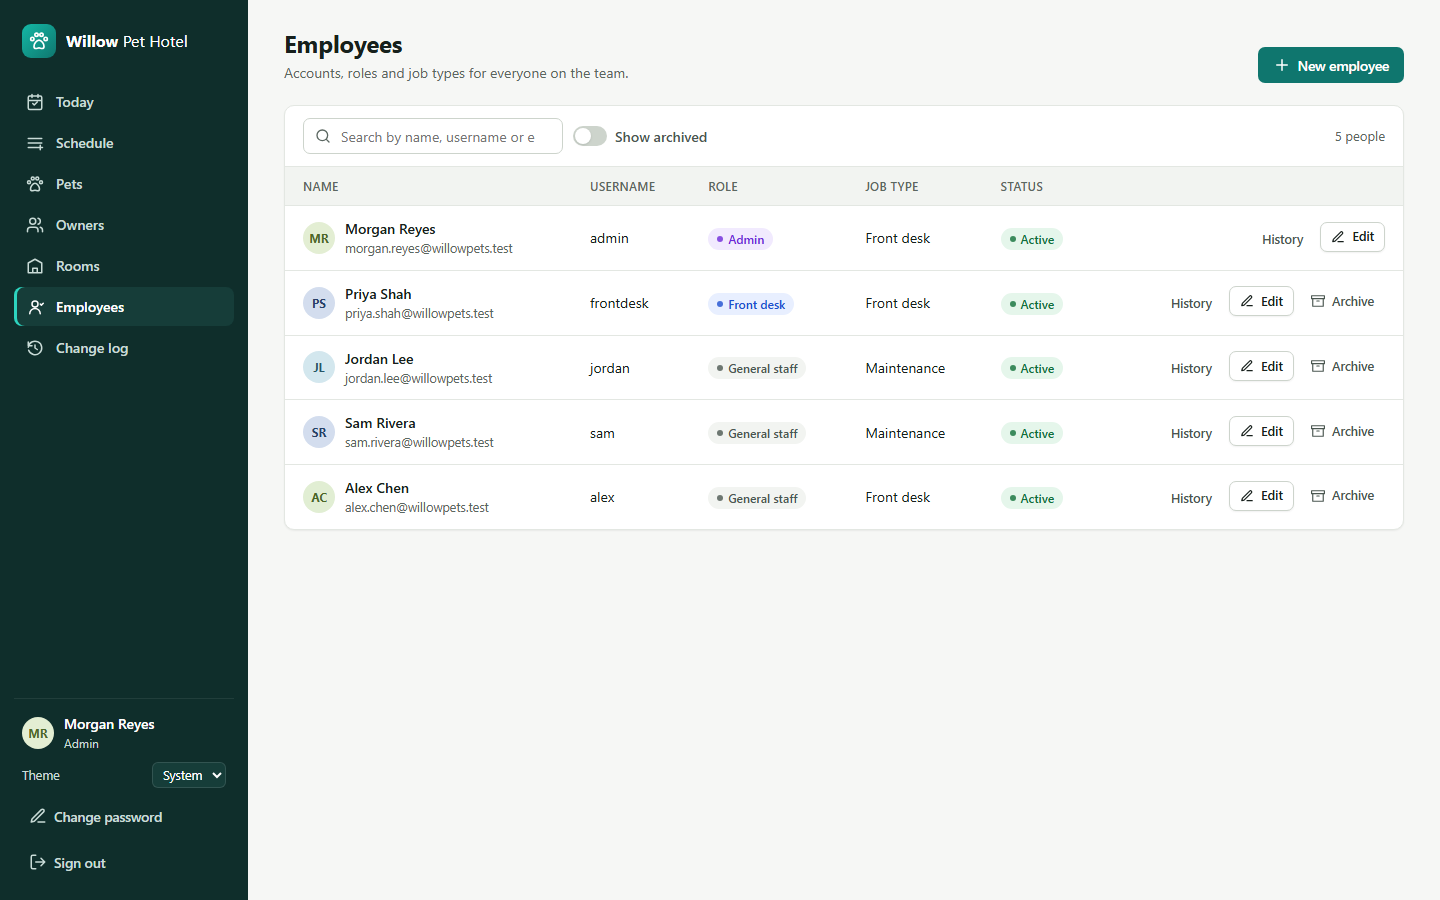 Willow Pet Hotel
Today
Schedule
Pets
Owners
Rooms
Employees
Change log
MR
Morgan Reyes
Admin
Theme
System
Change password
Sign out
Employees
Accounts, roles and job types for everyone on the team.
New employee
Search by name, username or e
Show archived
5 people
NAME USERNAME ROLE JOB TYPE STATUS
MR Morgan Reyes admin Admin Front desk Active History Edit
morgan.reyes@willowpets.test
PS Priya Shah frontdesk Front desk Front desk Active History Edit Archive
priya.shah@willowpets.test
JL Jordan Lee jordan General staff Maintenance Active History Edit Archive
jordan.lee@willowpets.test
SR Sam Rivera sam General staff Maintenance Active History Edit Archive
sam.rivera@willowpets.test
AC Alex Chen alex General staff Front desk Active History Edit Archive
alex.chen@willowpets.test